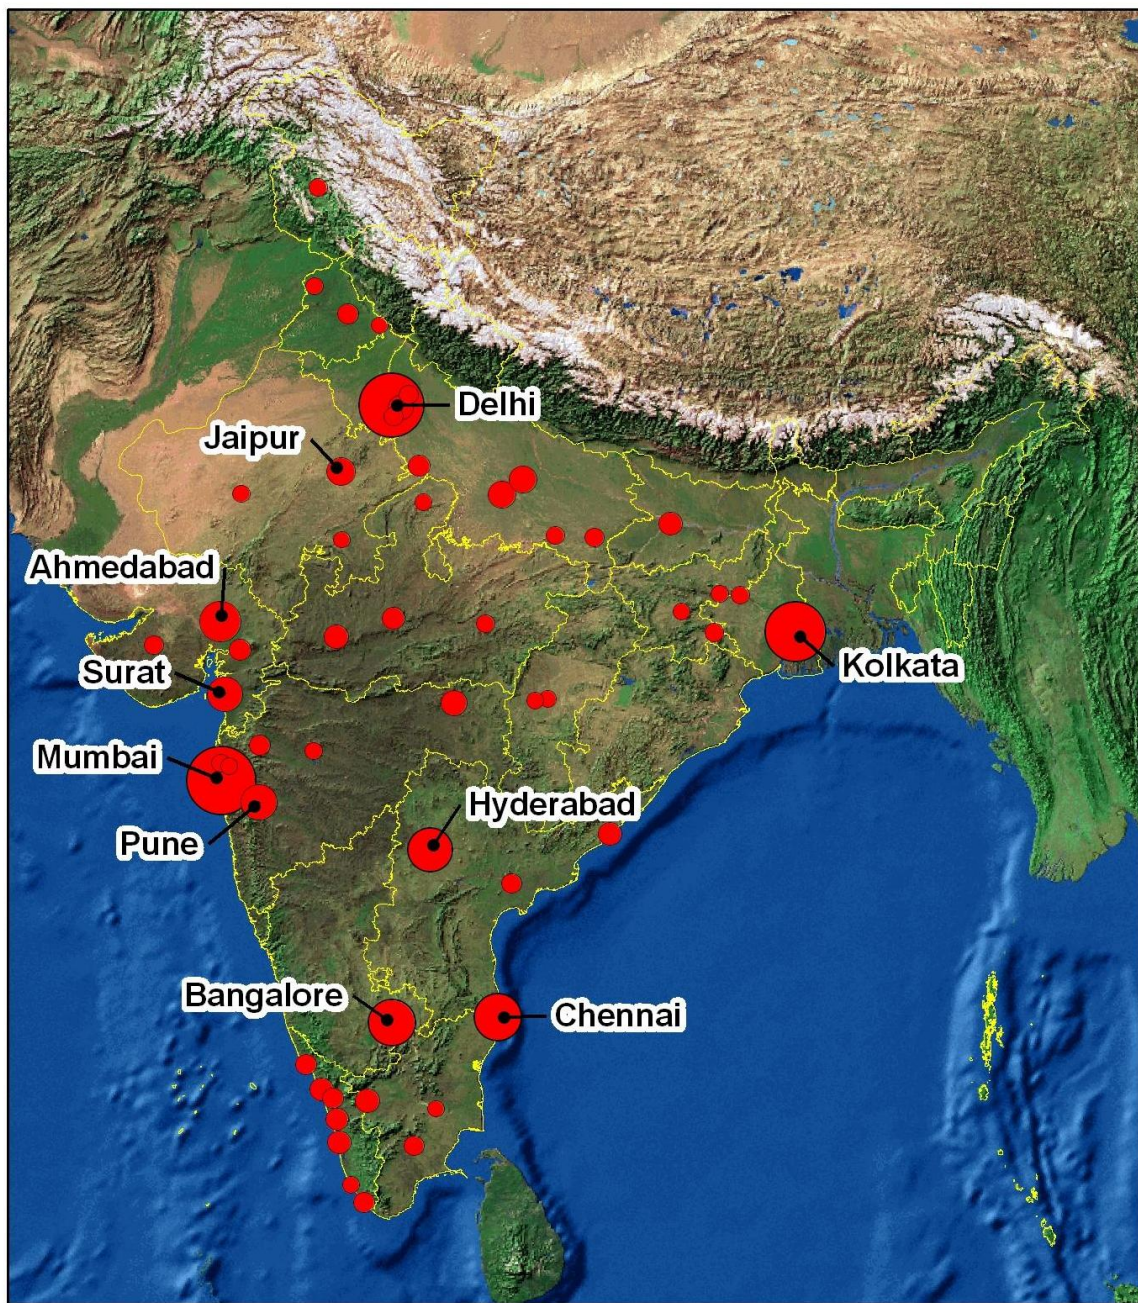 Delhi
Jaipur
Ahmedabad
Surat
Kolkata
Mumbai
Hyderabad
Pune
Bangalore
Chennai